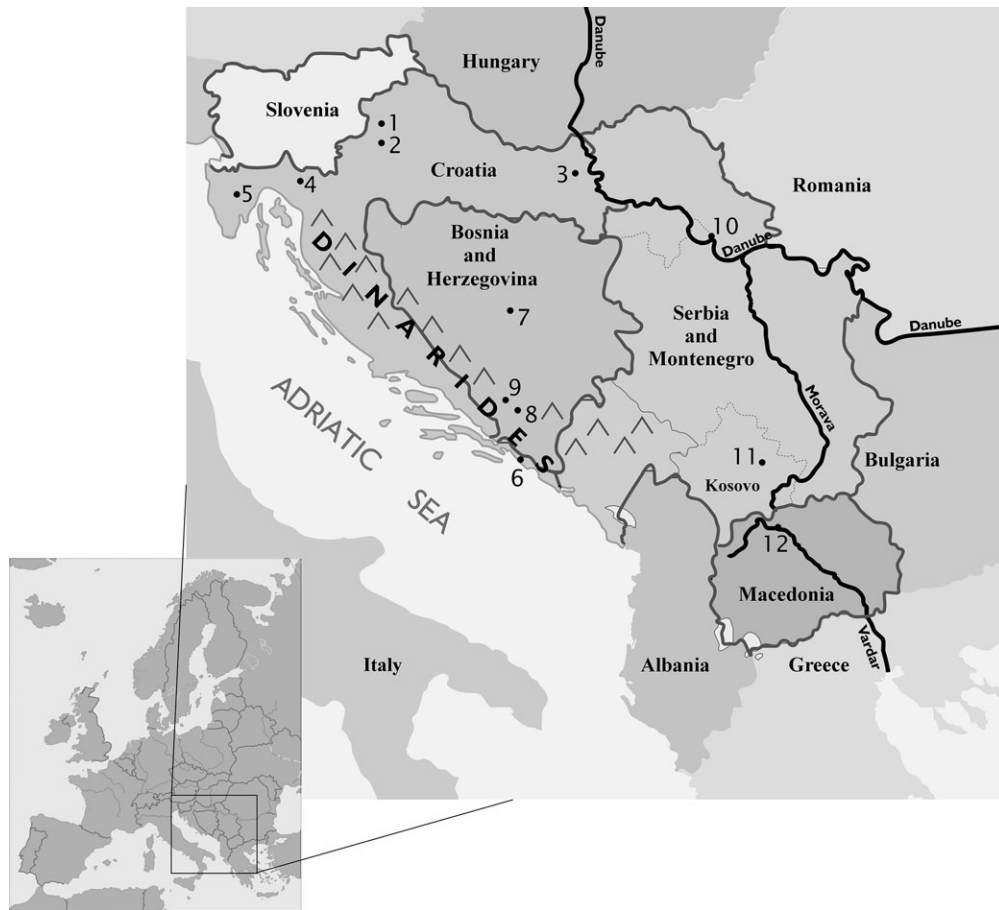 Danube
Hungary
Slovenia
1
2
Croatia
3
4
5
Romania
Bosnia
and
Herzegovina
10
Danube
DINARIDES
7
Serbia
and
Montenegro
Danube
9
8
Morava
ADRIATIC
SEA
6
11
Kosovo
Bulgaria
12
Macedonia
Italy
Albania
Greece
Vardar